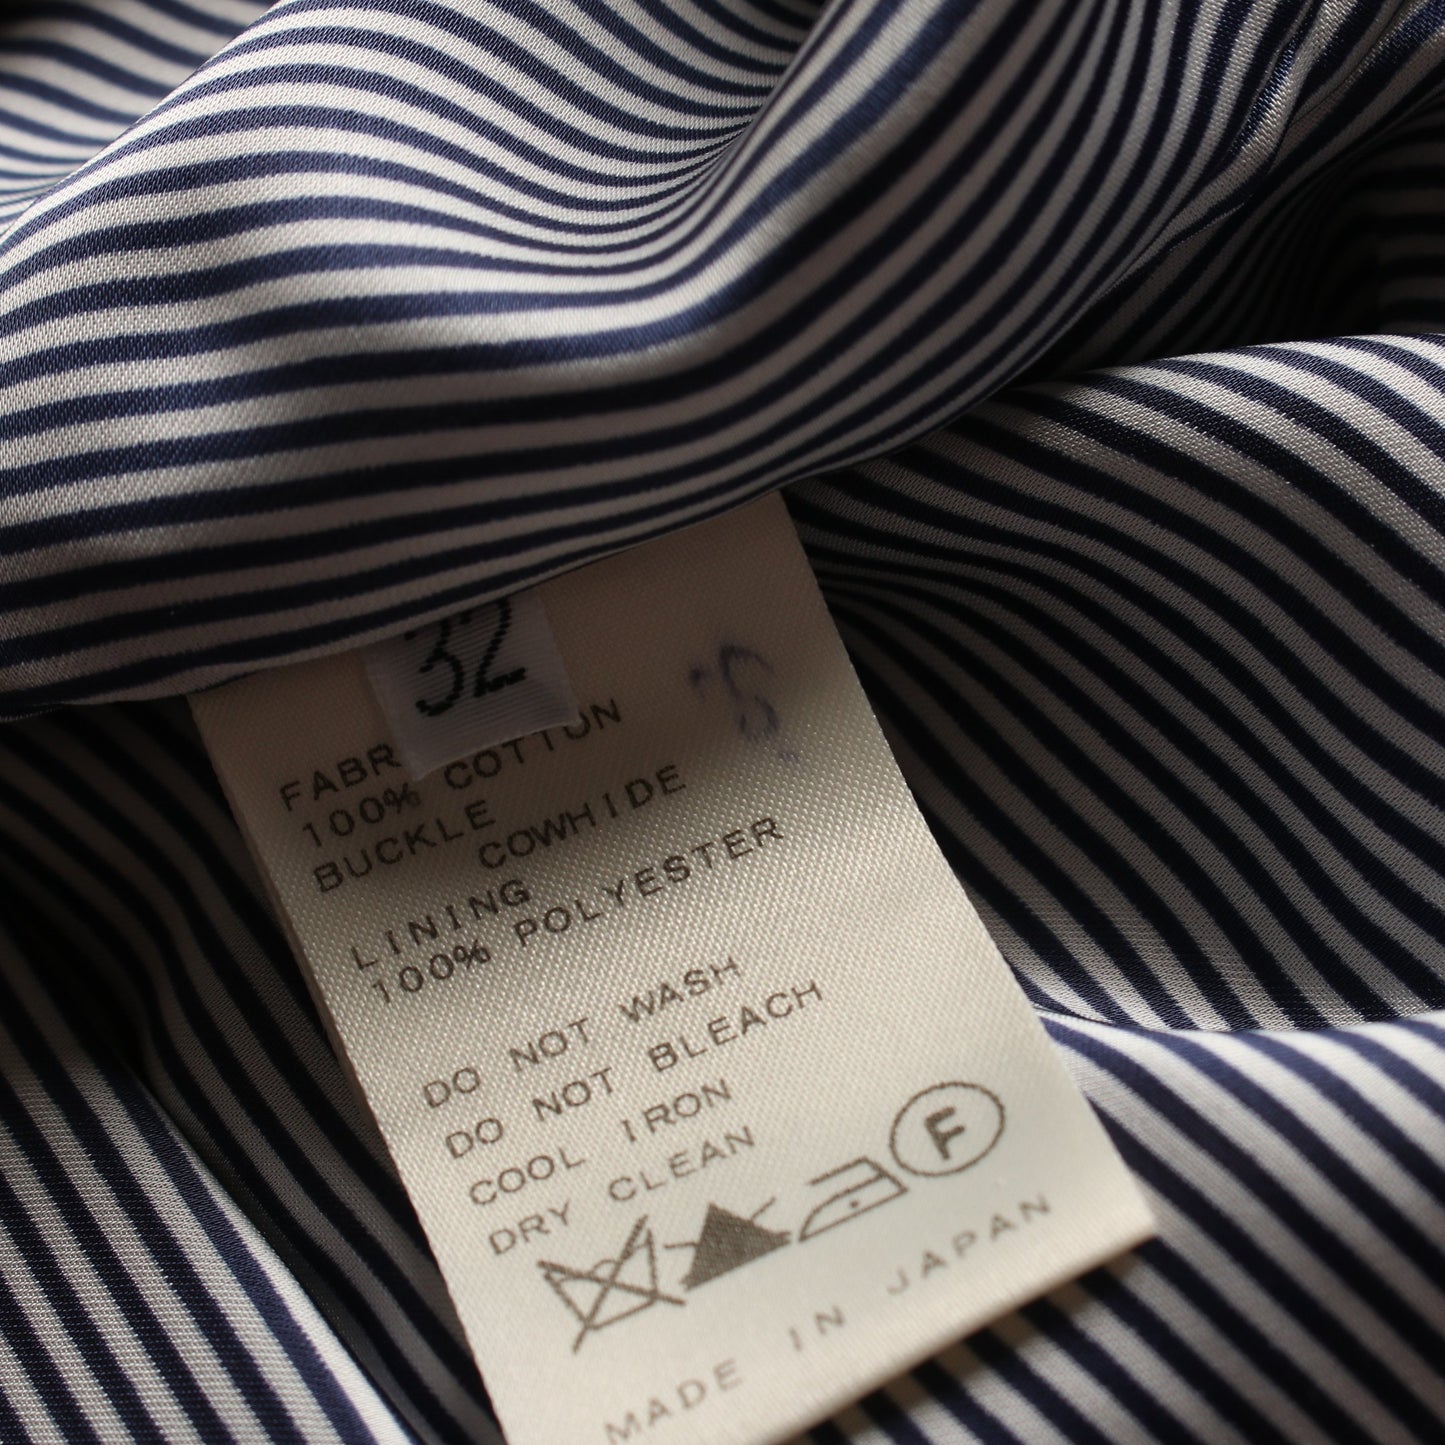 32
FABR
100% COTTON
BUCKLE
COWHIDE
LINING
100% POLYESTER
DO NOT WASH
DO NOT BLEACH
COOL IRON
DRY CLEAN
F
MADE IN JAPAN